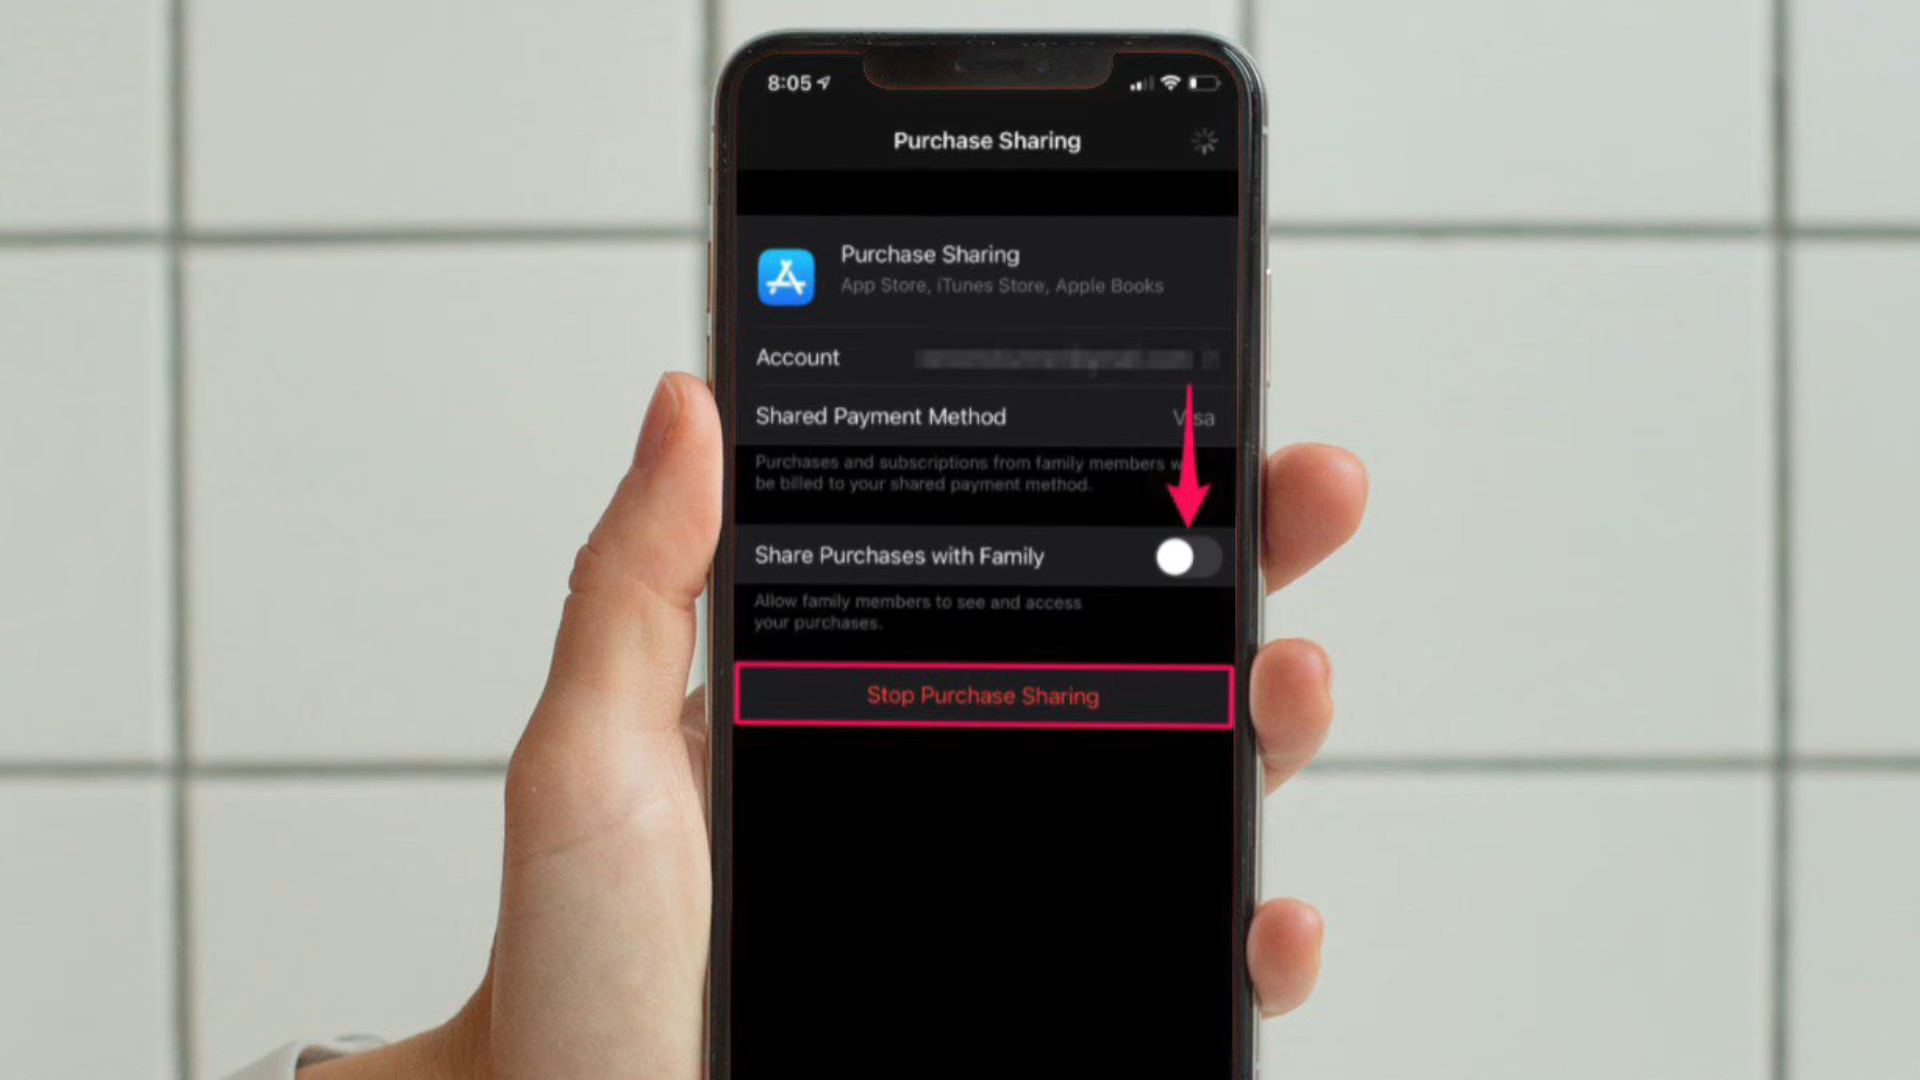 8:05
Purchase Sharing
Purchase Sharing
App Store, iTunes Store, Apple Books
Account
Shared Payment Method
Visa
Purchases and subscriptions from family members
be billed to your shared payment method.
Share Purchases with Family
Allow family members to see and access
your purchases.
Stop Purchase Sharing